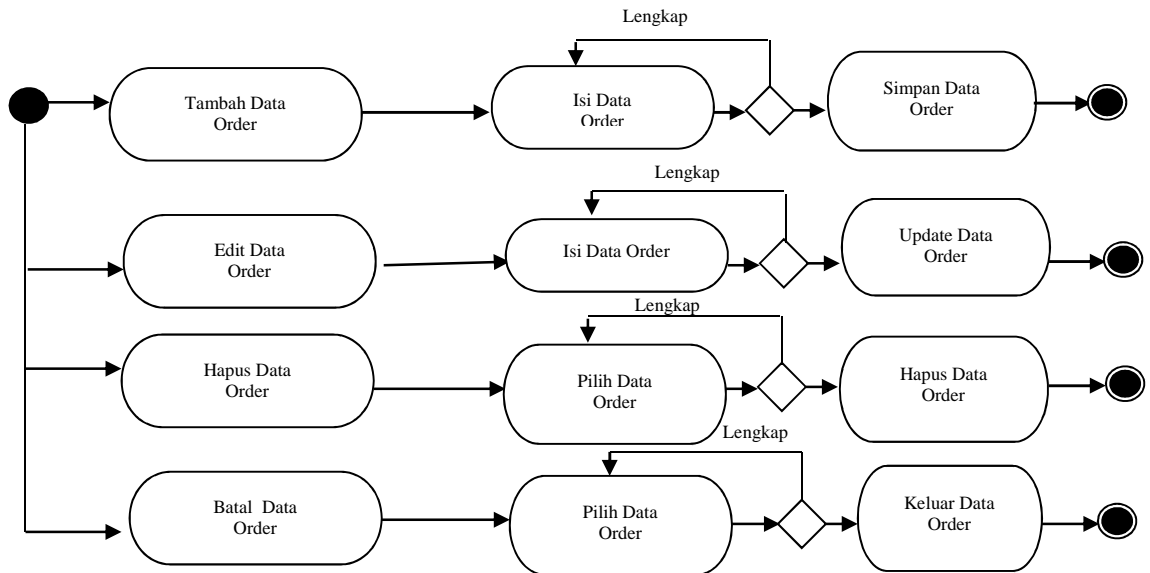 Lengkap
Tambah Data
Order
Isi Data
Order
Simpan Data
Order
Lengkap
Edit Data
Order
Isi Data Order
Update Data
Order
Lengkap
Hapus Data
Order
Pilih Data
Order
Hapus Data
Order
Lengkap
Batal  Data
Order
Pilih Data
Order
Keluar Data
Order